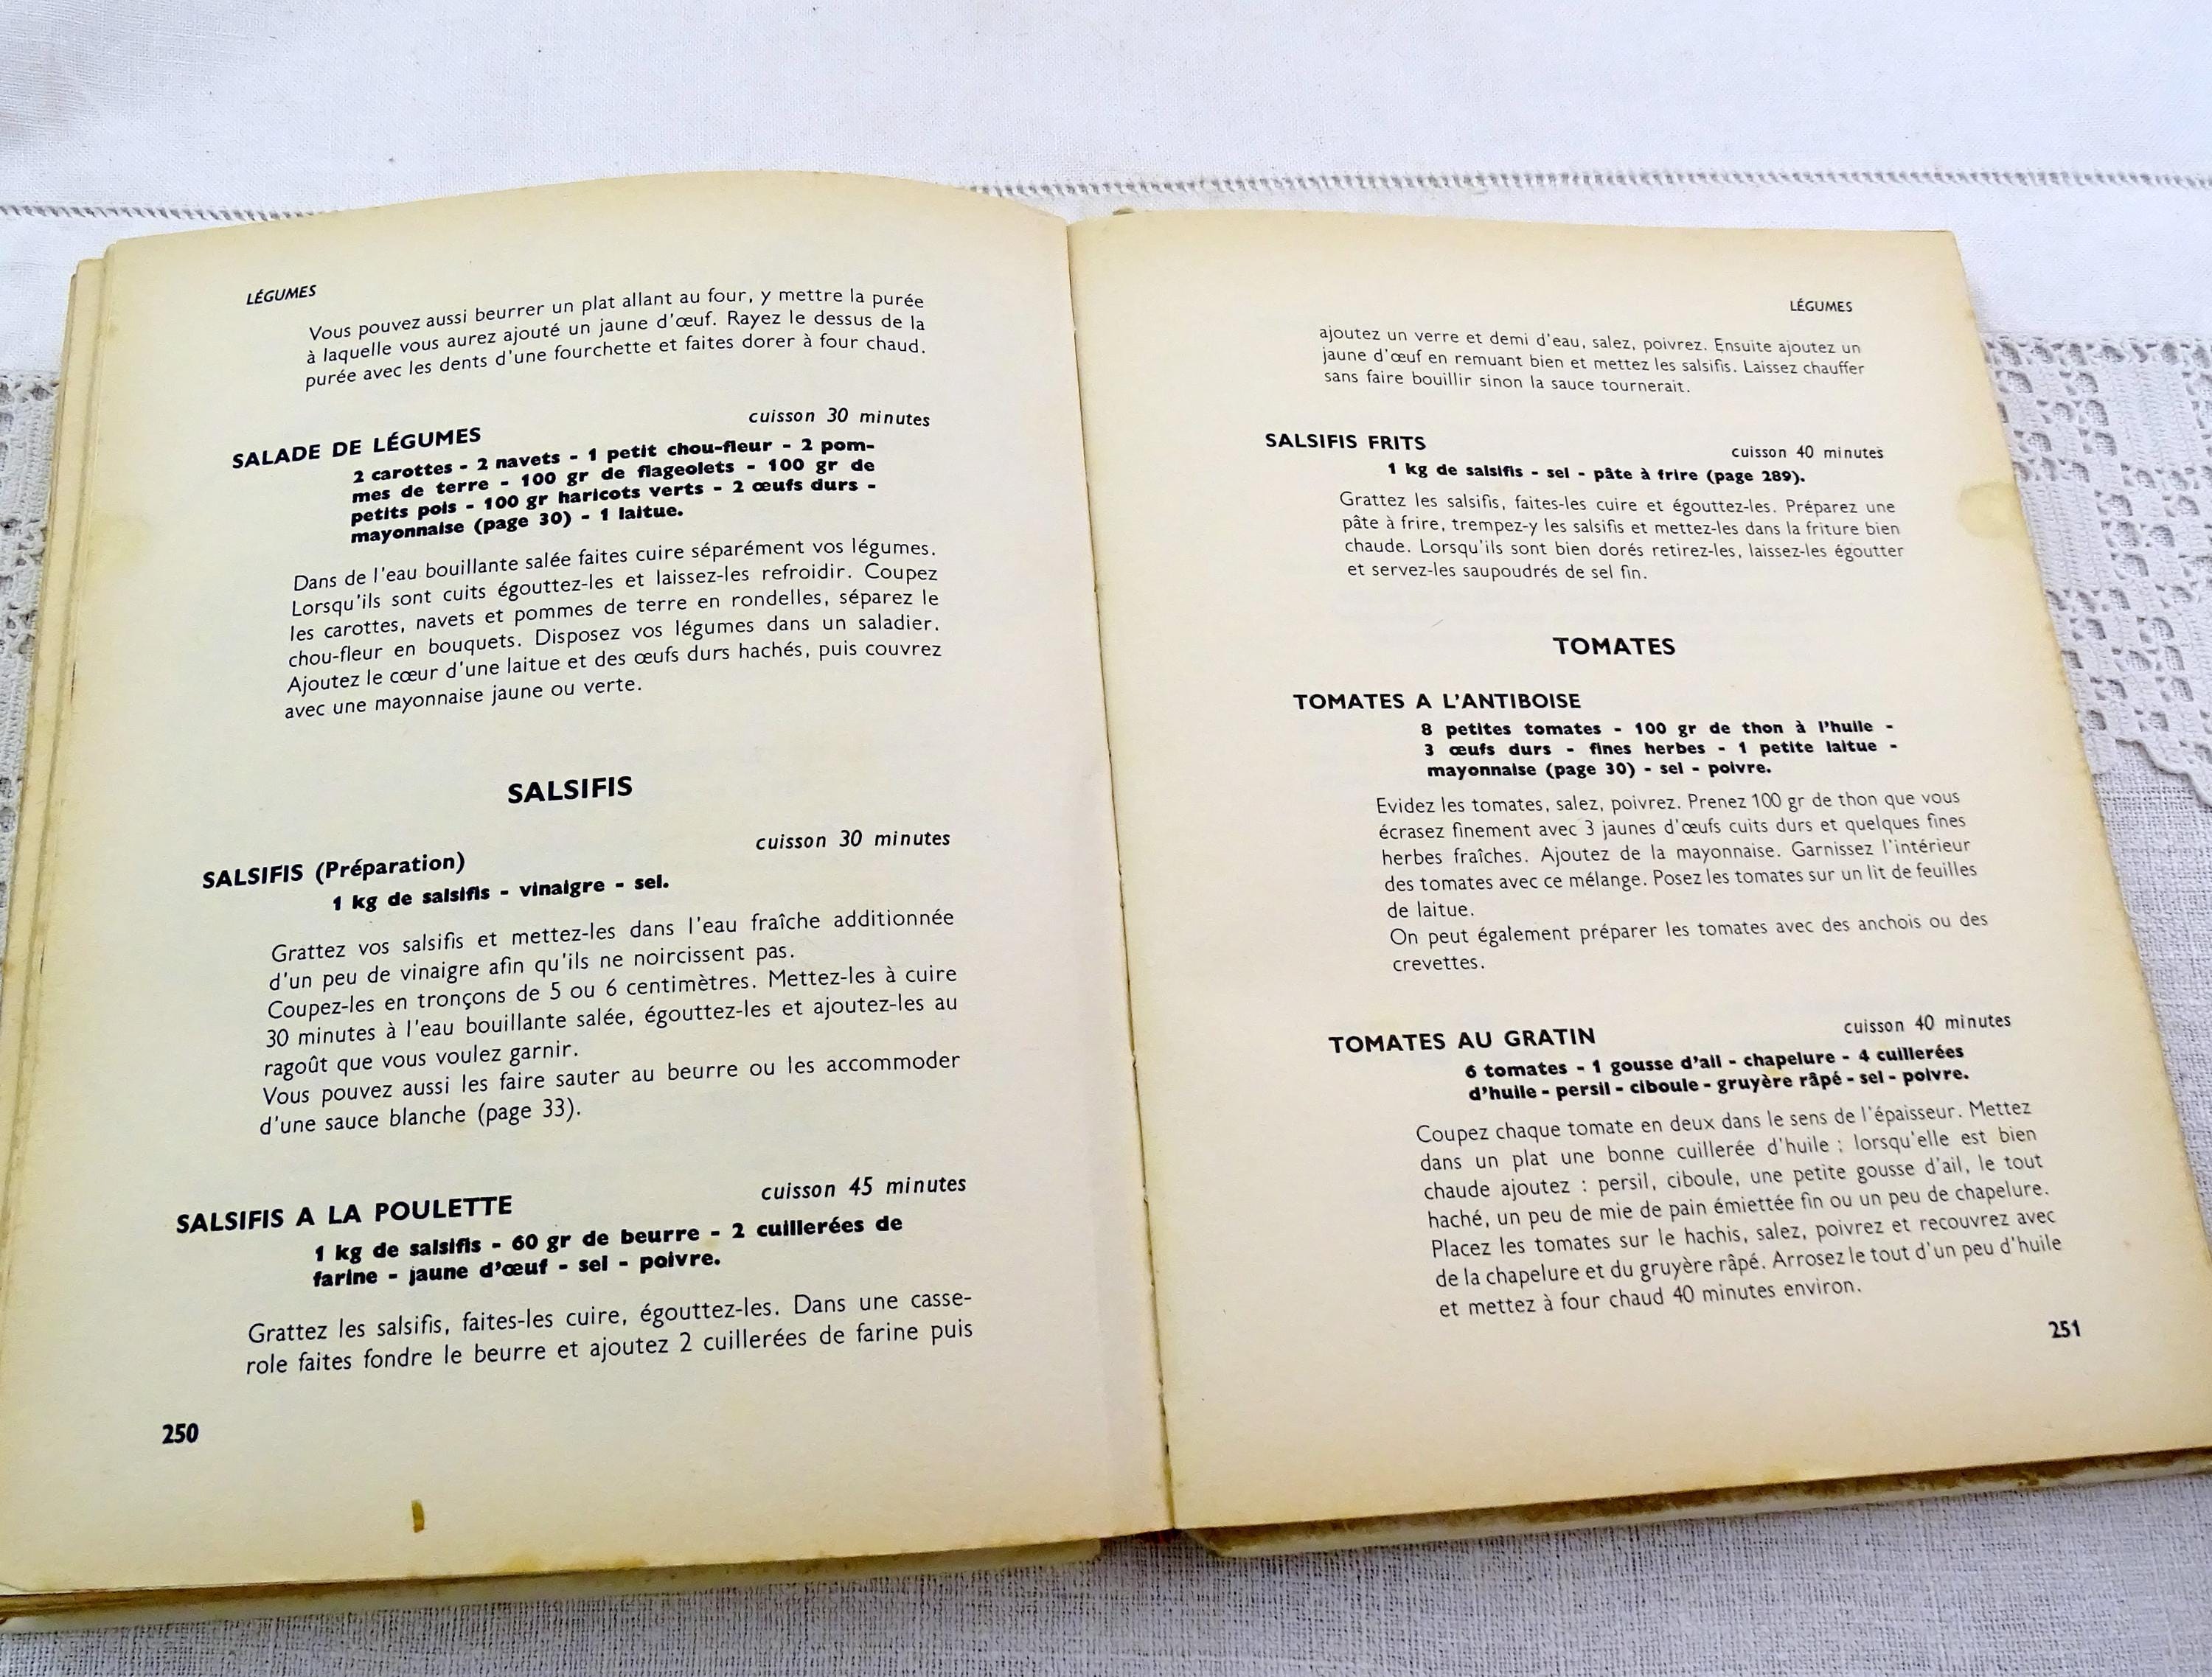 LÉGUMES
Vous pouvez aussi beurrer un plat allant au four, y mettre la purée
à laquelle vous aurez ajouté un jaune d'œuf. Rayez le dessus de la
purée avec les dents d'une fourchette et faites dorer à four chaud.
SALADE DE LÉGUMES cuisson 30 minutes
2 carottes - 2 navets - 1 petit chou-fleur - 2 pom-
mes de terre - 100 gr de flageolets - 100 gr de
petits pois - 100 gr haricots verts - 2 œufs durs -
mayonnaise (page 30) - 1 laitue.
Dans de l'eau bouillante salée faites cuire séparément vos légumes.
Lorsqu'ils sont cuits égouttez-les et laissez-les refroidir. Coupez
les carottes, navets et pommes de terre en rondelles, séparez le
chou-fleur en bouquets. Disposez vos légumes dans un saladier.
Ajoutez le cœur d'une laitue et des œufs durs hachés, puis couvrez
avec une mayonnaise jaune ou verte.
SALSIFIS
SALSIFIS (Préparation) cuisson 30 minutes
1 kg de salsifis - vinaigre - sel.
Grattez vos salsifis et mettez-les dans l'eau fraîche additionnée
d'un peu de vinaigre afin qu'ils ne noircissent pas.
Coupez-les en tronçons de 5 ou 6 centimètres. Mettez-les à cuire
30 minutes à l'eau bouillante salée, égouttez-les et ajoutez-les au
ragoût que vous voulez garnir.
Vous pouvez aussi les faire sauter au beurre ou les accommoder
d'une sauce blanche (page 33).
SALSIFIS A LA POULETTE cuisson 45 minutes
1 kg de salsifis - 60 gr de beurre - 2 cuillerées de
farine - jaune d'œuf - sel - poivre.
Grattez les salsifis, faites-les cuire, égouttez-les. Dans une casse-
role faites fondre le beurre et ajoutez 2 cuillerées de farine puis
250
LÉGUMES
ajoutez un verre et demi d'eau, salez, poivrez. Ensuite ajoutez un
jaune d'œuf en remuant bien et mettez les salsifis. Laissez chauffer
sans faire bouillir sinon la sauce tournerait.
SALSIFIS FRITS cuisson 40 minutes
1 kg de salsifis - sel - pâte à frire (page 289).
Grattez les salsifis, faites-les cuire et égouttez-les. Préparez une
pâte à frire, trempez-y les salsifis et mettez-les dans la friture bien
chaude. Lorsqu'ils sont bien dorés retirez-les, laissez-les égoutter
et servez-les saupoudrés de sel fin.
TOMATES
TOMATES A L'ANTIBOISE
8 petites tomates - 100 gr de thon à l'huile -
3 œufs durs - fines herbes - 1 petite laitue -
mayonnaise (page 30) - sel - poivre.
Evidez les tomates, salez, poivrez. Prenez 100 gr de thon que vous
écrasez finement avec 3 jaunes d'œufs cuits durs et quelques fines
herbes fraîches. Ajoutez de la mayonnaise. Garnissez l'intérieur
des tomates avec ce mélange. Posez les tomates sur un lit de feuilles
de laitue.
On peut également préparer les tomates avec des anchois ou des
crevettes.
TOMATES AU GRATIN cuisson 40 minutes
6 tomates - 1 gousse d'ail - chapelure - 4 cuillerées
d'huile - persil - ciboule - gruyère râpé - sel - poivre.
Coupez chaque tomate en deux dans le sens de l'épaisseur. Mettez
dans un plat une bonne cuillerée d'huile ; lorsqu'elle est bien
chaude ajoutez : persil, ciboule, une petite gousse d'ail, le tout
haché, un peu de mie de pain émiettée fin ou un peu de chapelure.
Placez les tomates sur le hachis, salez, poivrez et recouvrez avec
de la chapelure et du gruyère râpé. Arrosez le tout d'un peu d'huile
et mettez à four chaud 40 minutes environ.
251